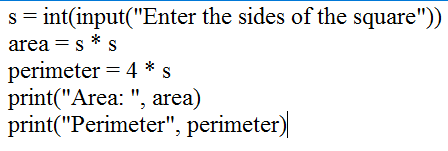 s = int(input("Enter the sides of the square"))
area = s * s
perimeter = 4 * s
print("Area: ", area)
print("Perimeter", perimeter)